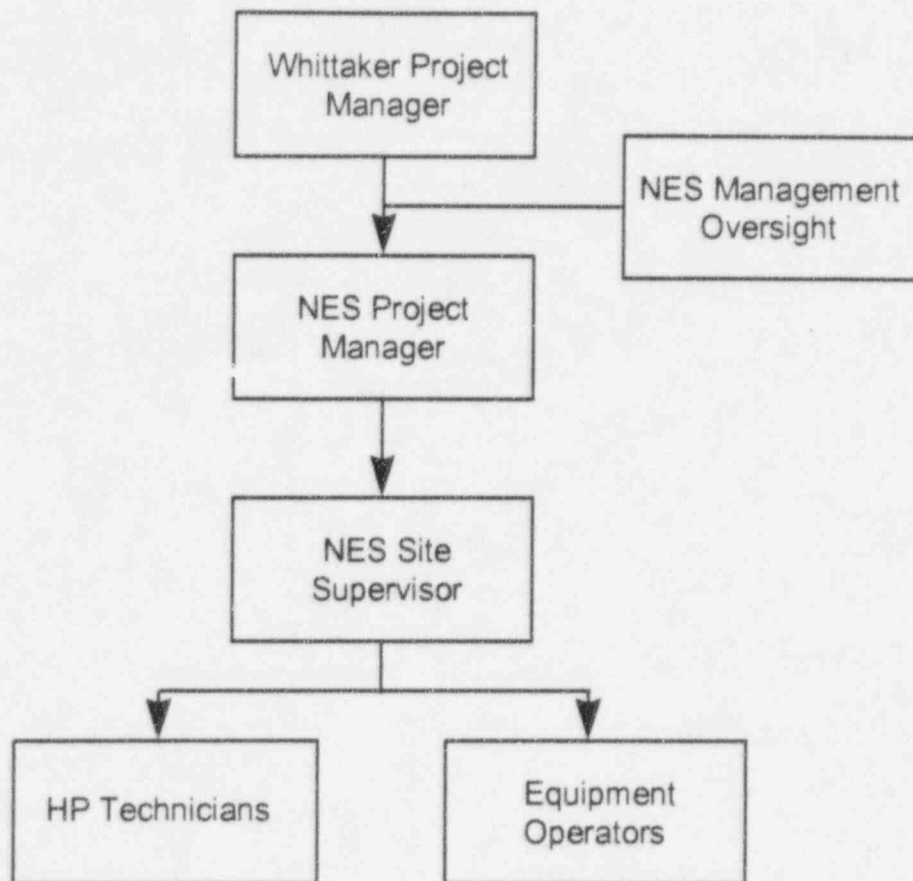 Whittaker Project
Manager
NES Management
Oversight
NES Project
Manager
NES Site
Supervisor
HP Technicians
Equipment
Operators